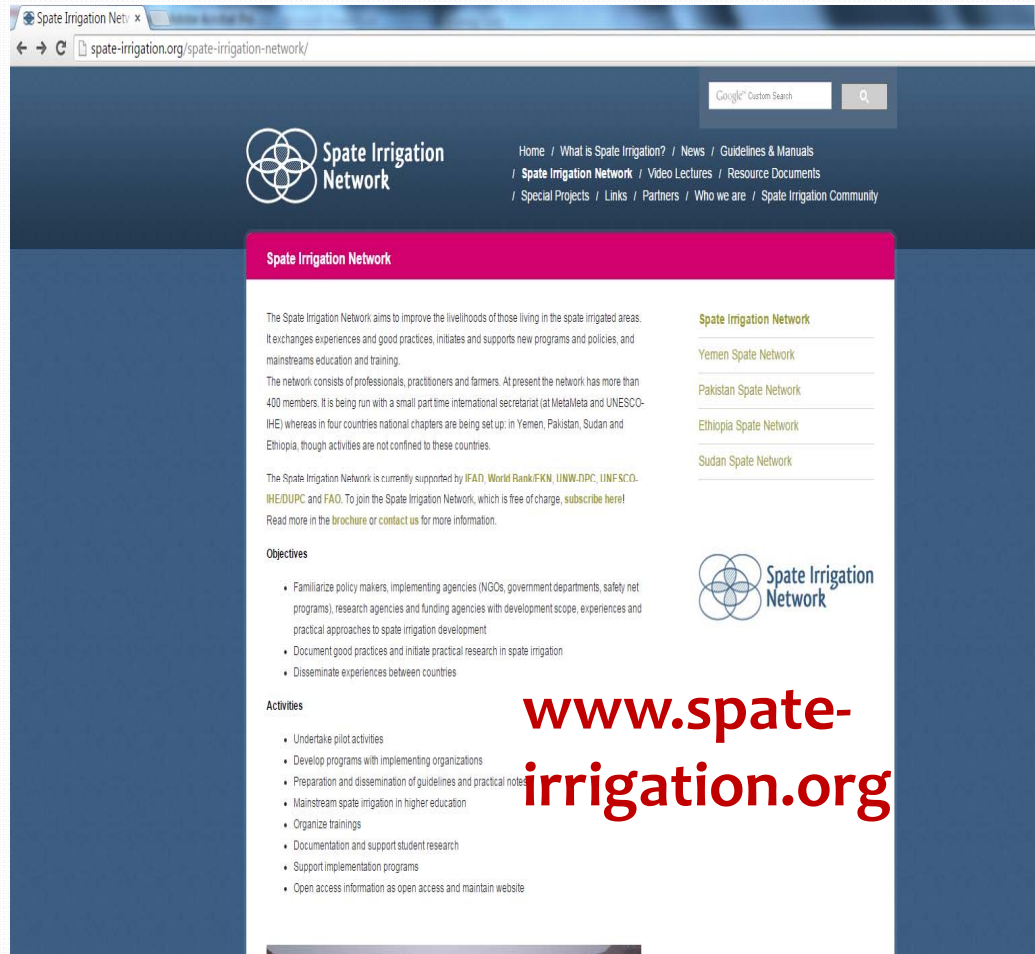 Spate Irrigation Netv ×
spate-irrigation.org/spate-irrigation-network/
Google™ Custom Search
Spate Irrigation
Network
Home / What is Spate Irrigation? / News / Guidelines & Manuals
/ Spate Irrigation Network / Video Lectures / Resource Documents
/ Special Projects / Links / Partners / Who we are / Spate Irrigation Community
Spate Irrigation Network
The Spate Irrigation Network aims to improve the livelihoods of those living in the spate irrigated areas.
It exchanges experiences and good practices, initiates and supports new programs and policies, and
mainstreams education and training.
The network consists of professionals, practitioners and farmers. At present the network has more than
400 members. It is being run with a small part time international secretariat (at MetaMeta and UNESCO-
IHE) whereas in four countries national chapters are being set up: in Yemen, Pakistan, Sudan and
Ethiopia, though activities are not confined to these countries.
The Spate Irrigation Network is currently supported by IFAD, World Bank/EKN, UNW-DPC, UNESCO-
IHE/DUPC and FAO. To join the Spate Irrigation Network, which is free of charge, subscribe here!
Read more in the brochure or contact us for more information.
Objectives
• Familiarize policy makers, implementing agencies (NGOs, government departments, safety net
programs), research agencies and funding agencies with development scope, experiences and
practical approaches to spate irrigation development
• Document good practices and initiate practical research in spate irrigation
• Disseminate experiences between countries
Activities
• Undertake pilot activities
• Develop programs with implementing organizations
• Preparation and dissemination of guidelines and practical notes
• Mainstream spate irrigation in higher education
• Organize trainings
• Documentation and support student research
• Support implementation programs
• Open access information as open access and maintain website
Spate Irrigation Network
Yemen Spate Network
Pakistan Spate Network
Ethiopia Spate Network
Sudan Spate Network
Spate Irrigation
Network
www.spate-
irrigation.org